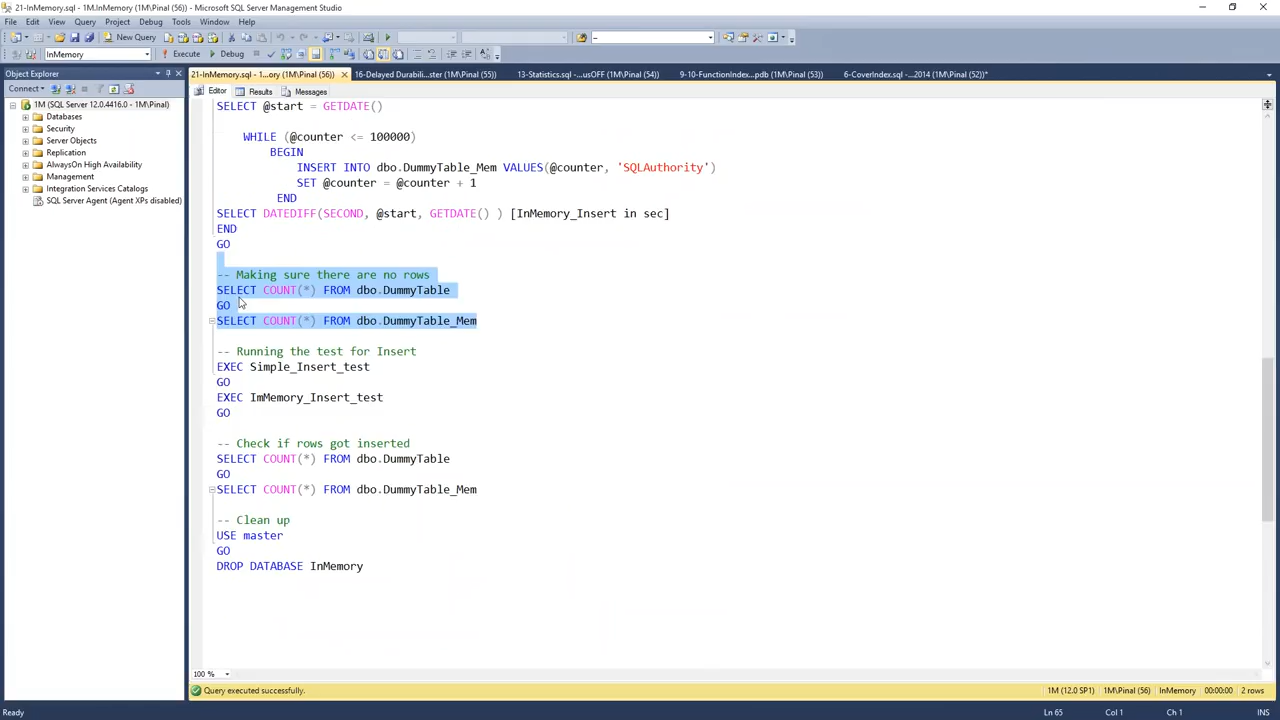 21-InMemory.sql - 1M.InMemory (1M\Pinal (56)) - Microsoft SQL Server Management Studio
File Edit View Query Project Debug Tools Window Help
New Query
InMemory Execute Debug
Object Explorer
21-InMemory.sql - 1...ory (1M\Pinal (56)) 16-Delayed Durabili...ster (1M\Pinal (55)) 13-Statistics.sql -...usOFF (1M\Pinal (54)) 9-10-FunctionIndex...pdb (1M\Pinal (53)) 6-CoverIndex.sql -...2014 (1M\Pinal (52))*
Connect
Editor Results Messages
1M (SQL Server 12.0.4416.0 - 1M\Pinal)
Databases
Security
Server Objects
Replication
AlwaysOn High Availability
Management
Integration Services Catalogs
SQL Server Agent (Agent XPs disabled)
SELECT @start = GETDATE()
WHILE (@counter <= 100000)
BEGIN
INSERT INTO dbo.DummyTable_Mem VALUES(@counter, 'SQLAuthority')
SET @counter = @counter + 1
END
SELECT DATEDIFF(SECOND, @start, GETDATE() ) [InMemory_Insert in sec]
END
GO
-- Making sure there are no rows
SELECT COUNT(*) FROM dbo.DummyTable
GO
SELECT COUNT(*) FROM dbo.DummyTable_Mem
-- Running the test for Insert
EXEC Simple_Insert_test
GO
EXEC ImMemory_Insert_test
GO
-- Check if rows got inserted
SELECT COUNT(*) FROM dbo.DummyTable
GO
SELECT COUNT(*) FROM dbo.DummyTable_Mem
-- Clean up
USE master
GO
DROP DATABASE InMemory
100 %
Query executed successfully. 1M (12.0 SP1) 1M\Pinal (56) InMemory 00:00:00 2 rows
Ready Ln 65 Col 1 Ch 1 INS